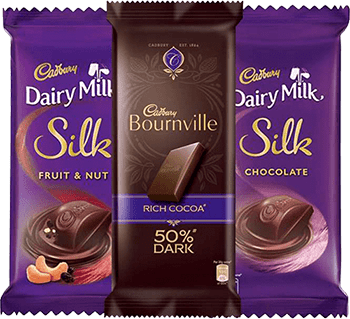 Cadbury
Dairy Milk
Silk
FRUIT & NUT
CADBURY EST. 1824
C
Cadbury
Bournville
RICH COCOA#
50%#
DARK
Cadbury
Dairy Milk
Silk
CHOCOLATE